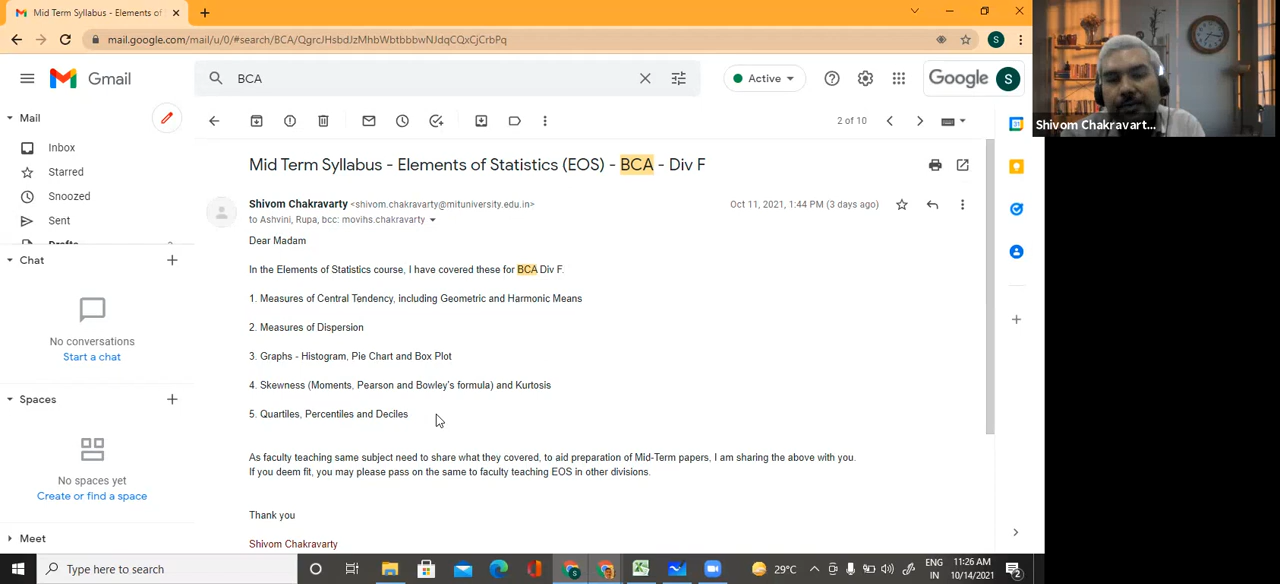 Mid Term Syllabus - Elements of
mail.google.com/mail/u/0/#search/BCA/QgrcJHsbdJzMhbWbtbbbwNJdqCQxCjCrbPq
S
Gmail
BCA
Active
Google
S
Shivom Chakravart...
Mail
2 of 10
Inbox
Starred
Snoozed
Sent
Drafts
Chat
No conversations
Start a chat
Spaces
No spaces yet
Create or find a space
Meet
Mid Term Syllabus - Elements of Statistics (EOS) - BCA - Div F
Shivom Chakravarty <shivom.chakravarty@mituniversity.edu.in>
Oct 11, 2021, 1:44 PM (3 days ago)
to Ashvini, Rupa, bcc: movihs.chakravarty
Dear Madam
In the Elements of Statistics course, I have covered these for BCA Div F.
1. Measures of Central Tendency, including Geometric and Harmonic Means
2. Measures of Dispersion
3. Graphs - Histogram, Pie Chart and Box Plot
4. Skewness (Moments, Pearson and Bowley's formula) and Kurtosis
5. Quartiles, Percentiles and Deciles
As faculty teaching same subject need to share what they covered, to aid preparation of Mid-Term papers, I am sharing the above with you.
If you deem fit, you may please pass on the same to faculty teaching EOS in other divisions.
Thank you
Shivom Chakravarty
Type here to search
29°C
ENG
IN
11:26 AM
10/14/2021
2